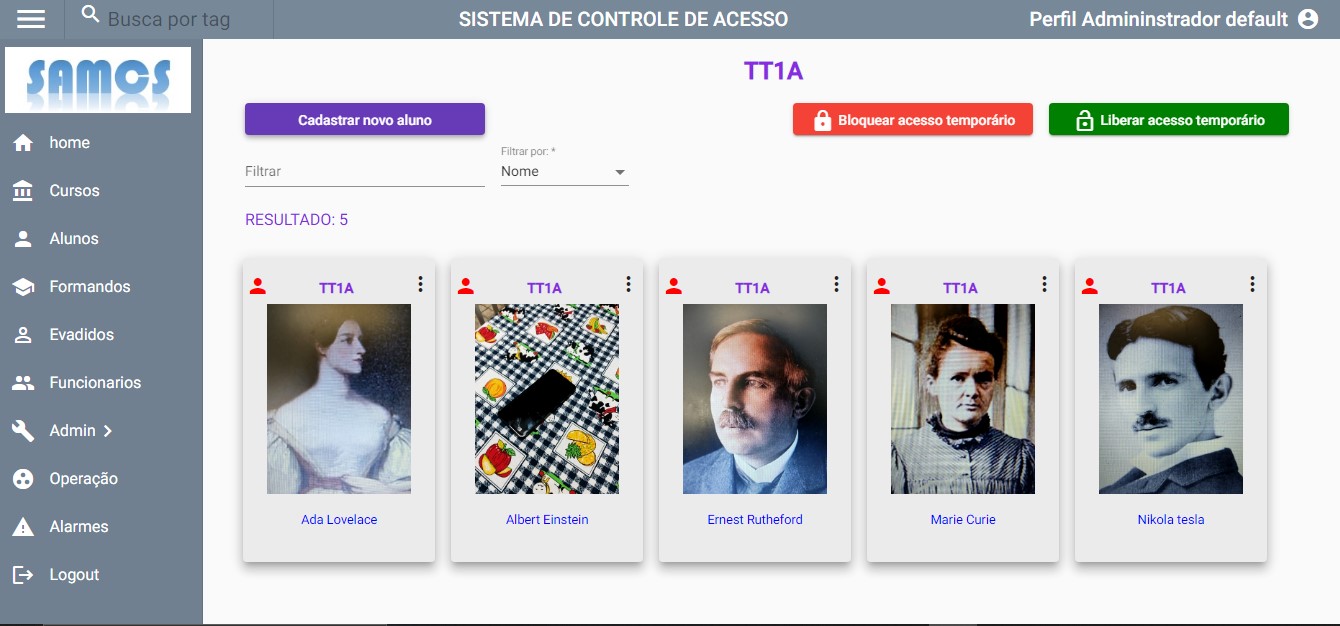 Busca por tag
SISTEMA DE CONTROLE DE ACESSO
Perfil Admininstrador default
SAMCS
home
Cursos
Alunos
Formandos
Evadidos
Funcionarios
Admin
Operação
Alarmes
Logout
TT1A
Cadastrar novo aluno
Bloquear acesso temporário
Liberar acesso temporário
Filtrar
Filtrar por: *
Nome
RESULTADO: 5
TT1A
Ada Lovelace
TT1A
Albert Einstein
TT1A
Ernest Rutheford
TT1A
Marie Curie
TT1A
Nikola tesla